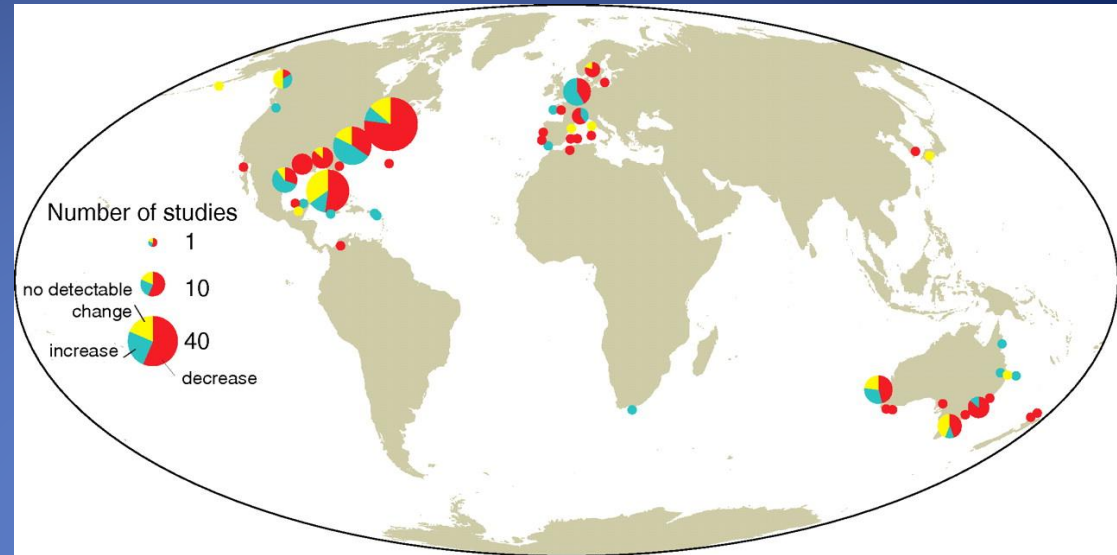 Number of studies
1
10
no detectable
change
40
increase
decrease